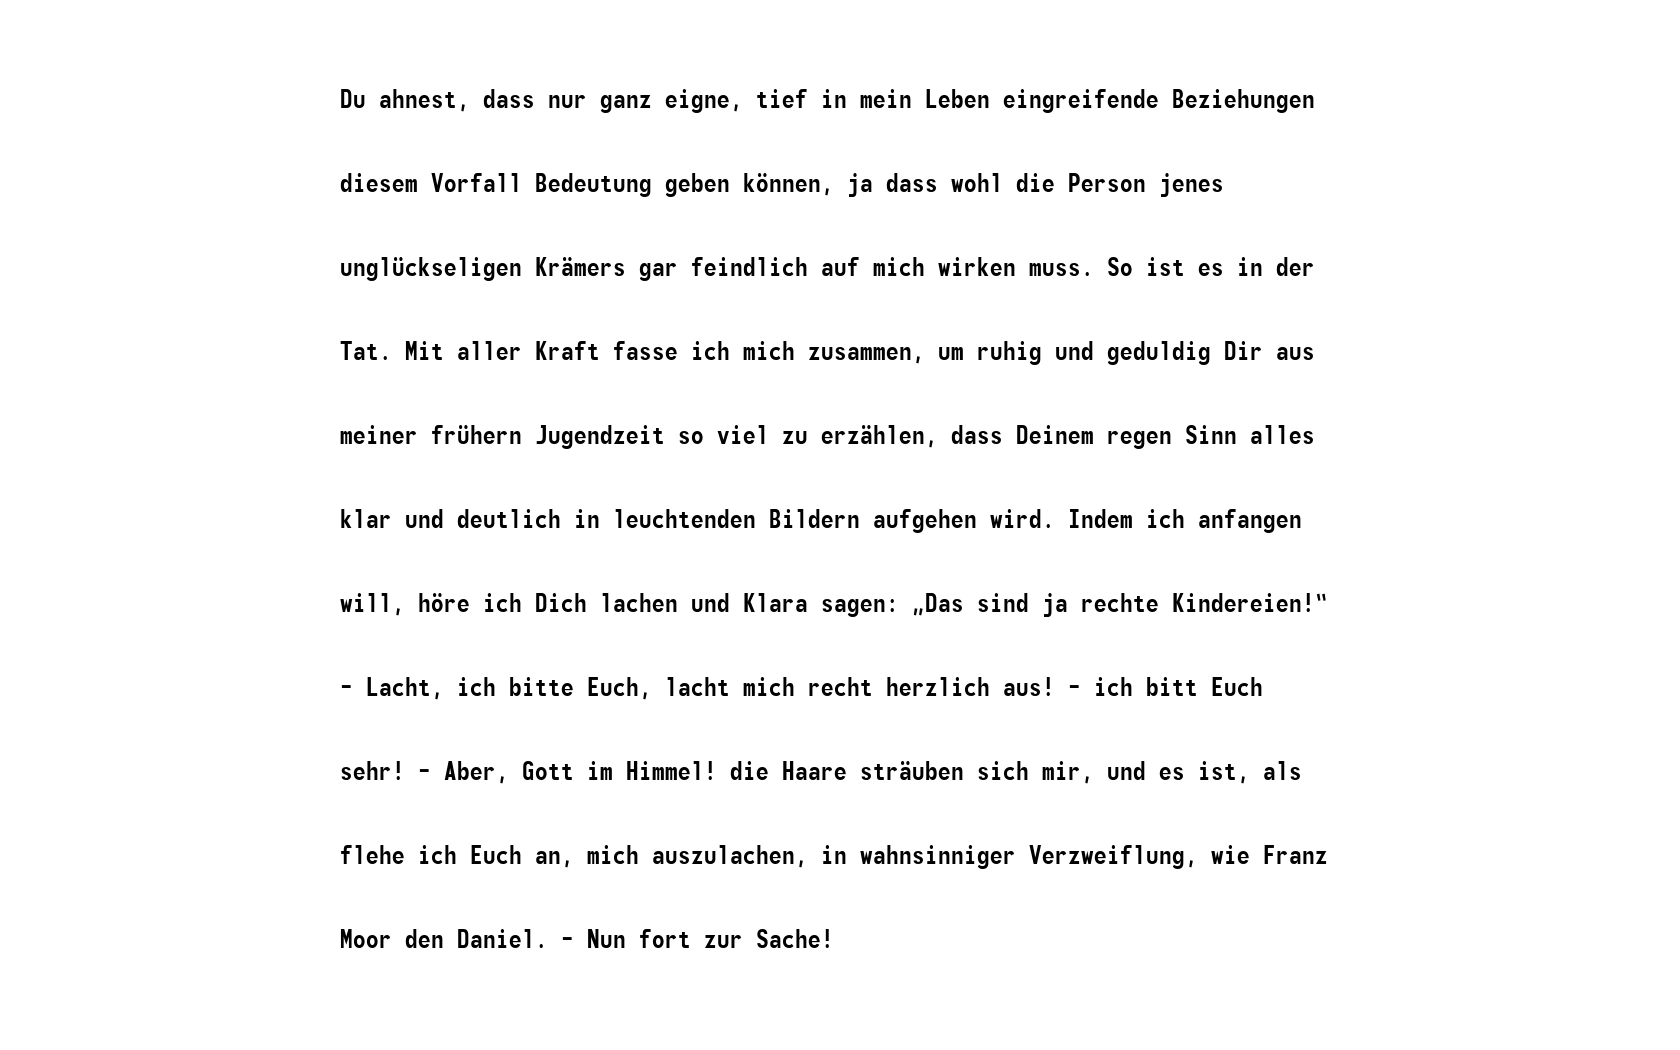 Du ahnest, dass nur ganz eigne, tief in mein Leben eingreifende Beziehungen
diesem Vorfall Bedeutung geben können, ja dass wohl die Person jenes
unglückseligen Krämers gar feindlich auf mich wirken muss. So ist es in der
Tat. Mit aller Kraft fasse ich mich zusammen, um ruhig und geduldig Dir aus
meiner frühern Jugendzeit so viel zu erzählen, dass Deinem regen Sinn alles
klar und deutlich in leuchtenden Bildern aufgehen wird. Indem ich anfangen
will, höre ich Dich lachen und Klara sagen: „Das sind ja rechte Kindereien!“
– Lacht, ich bitte Euch, lacht mich recht herzlich aus! – ich bitt Euch
sehr! – Aber, Gott im Himmel! die Haare sträuben sich mir, und es ist, als
flehe ich Euch an, mich auszulachen, in wahnsinniger Verzweiflung, wie Franz
Moor den Daniel. – Nun fort zur Sache!